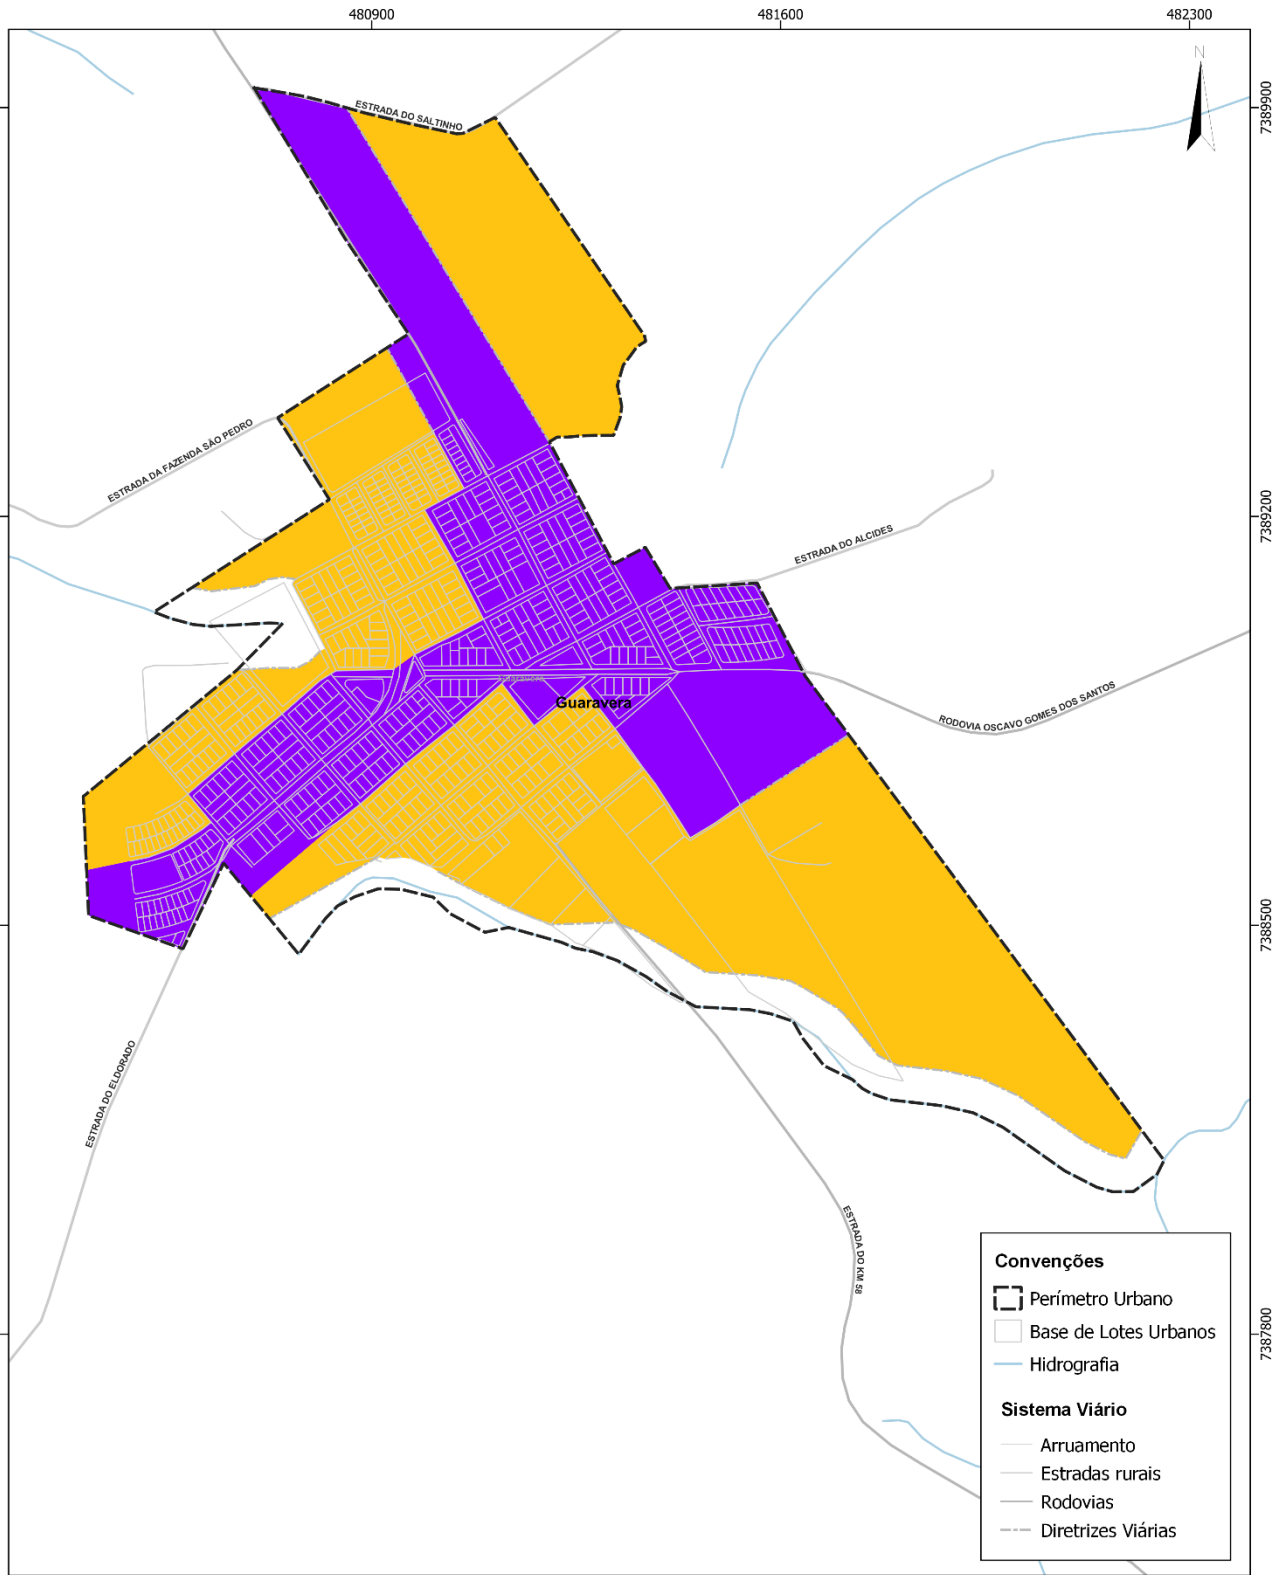 480900
481600
482300
N
7389900
ESTRADA DO SALTINHO
ESTRADA DA FAZENDA SÃO PEDRO
7389200
ESTRADA DO ALCIDES
Guaravera
Guaravera
RODOVIA OSCAVO GOMES DOS SANTOS
7388500
ESTRADA DO ELDORADO
ESTRADA DO KM 58
7387800
Convenções
Perímetro Urbano
Base de Lotes Urbanos
Hidrografia
Sistema Viário
Arruamento
Estradas rurais
Rodovias
Diretrizes Viárias